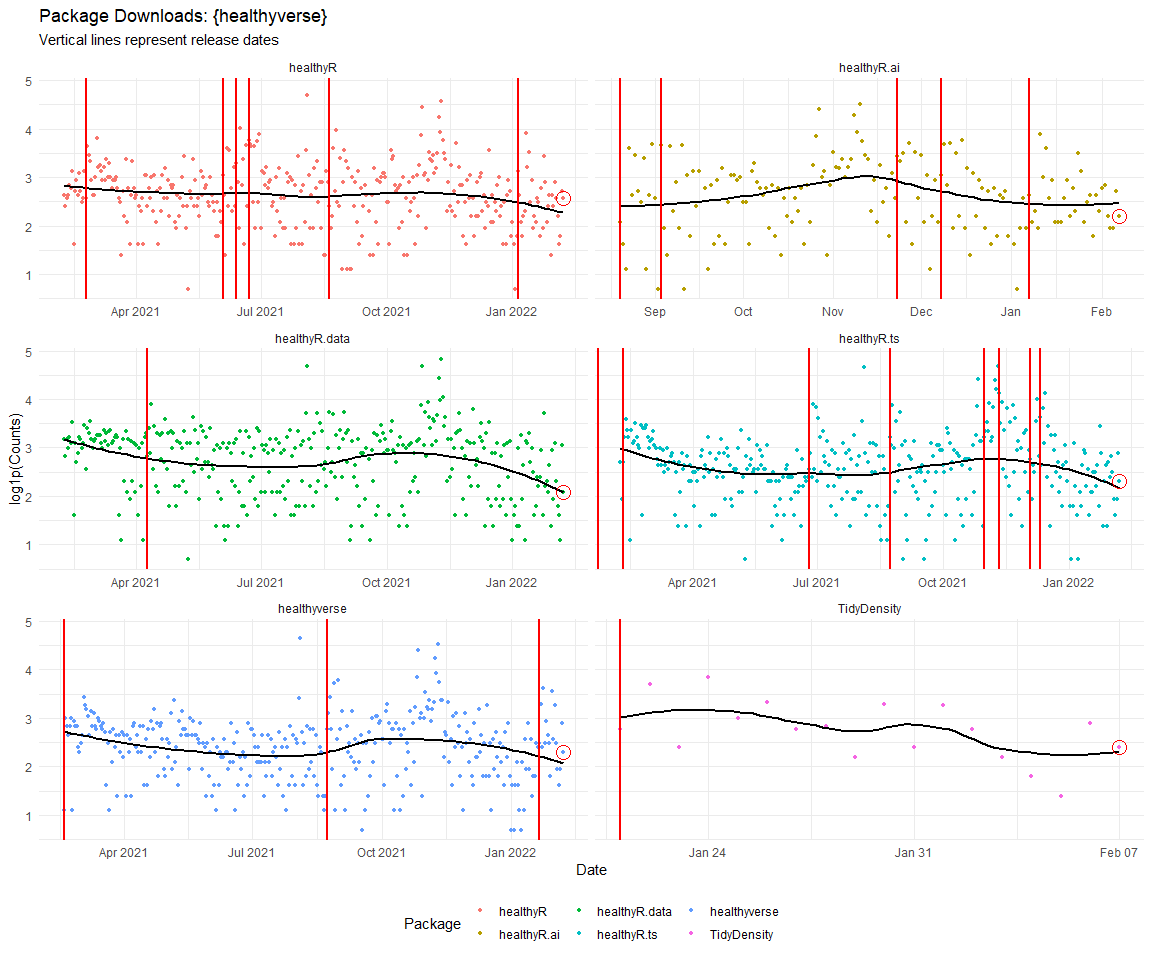 Package Downloads: {healthyverse}
Vertical lines represent release dates
healthyR
healthyR.ai
5
4
3
2
1
Apr 2021 Jul 2021 Oct 2021 Jan 2022
Sep Oct Nov Dec Jan Feb
healthyR.data
healthyR.ts
5
4
3
2
1
log1p(Counts)
Apr 2021 Jul 2021 Oct 2021 Jan 2022
Apr 2021 Jul 2021 Oct 2021 Jan 2022
healthyverse
TidyDensity
5
4
3
2
1
Apr 2021 Jul 2021 Oct 2021 Jan 2022
Jan 24 Jan 31 Feb 07
Date
Package
healthyR healthyR.data healthyverse
healthyR.ai healthyR.ts TidyDensity